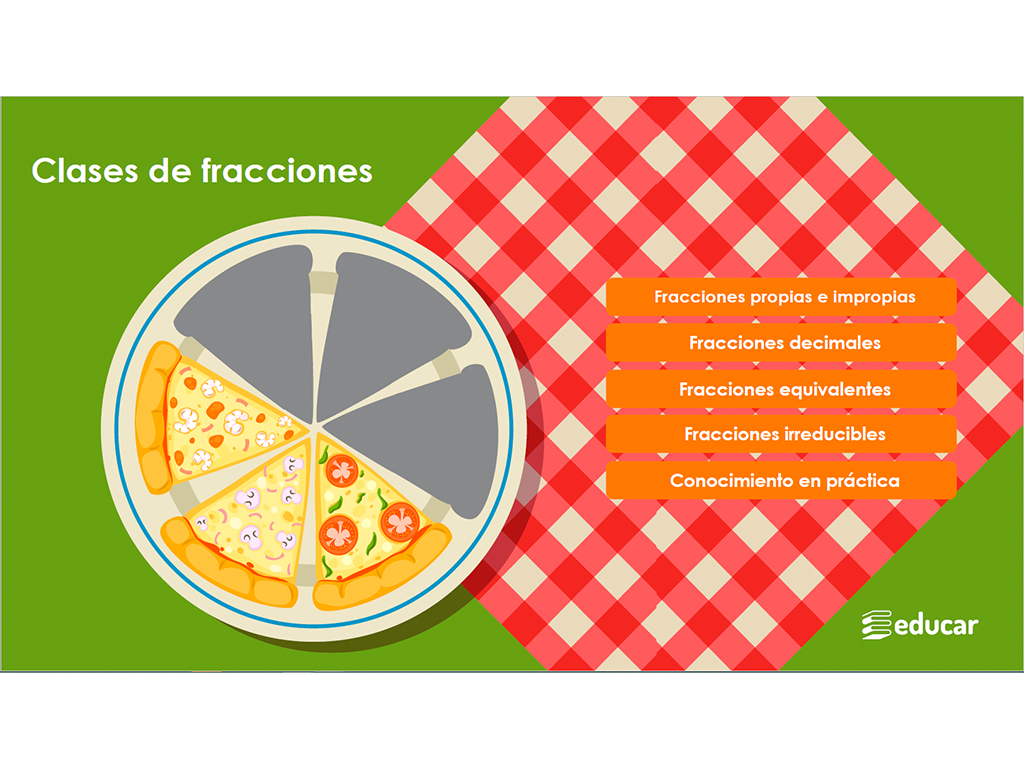 Clases de fracciones
Fracciones propias e impropias
Fracciones decimales
Fracciones equivalentes
Fracciones irreducibles
Conocimiento en práctica
educar